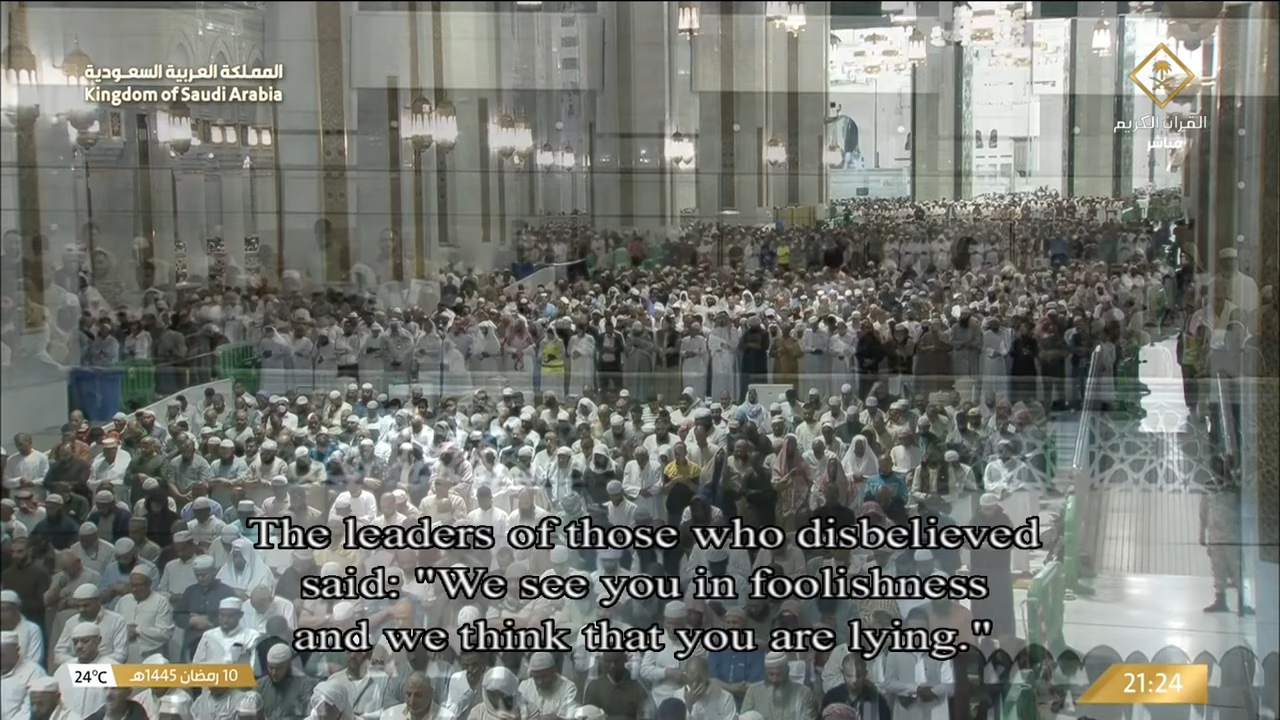 المملكة العربية السعودية
Kingdom of Saudi Arabia
القرآن الكريم
مباشر
The leaders of those who disbelieved
said: "We see you in foolishness
and we think that you are lying."
24°C
10 رمضان 1445هـ
21:24